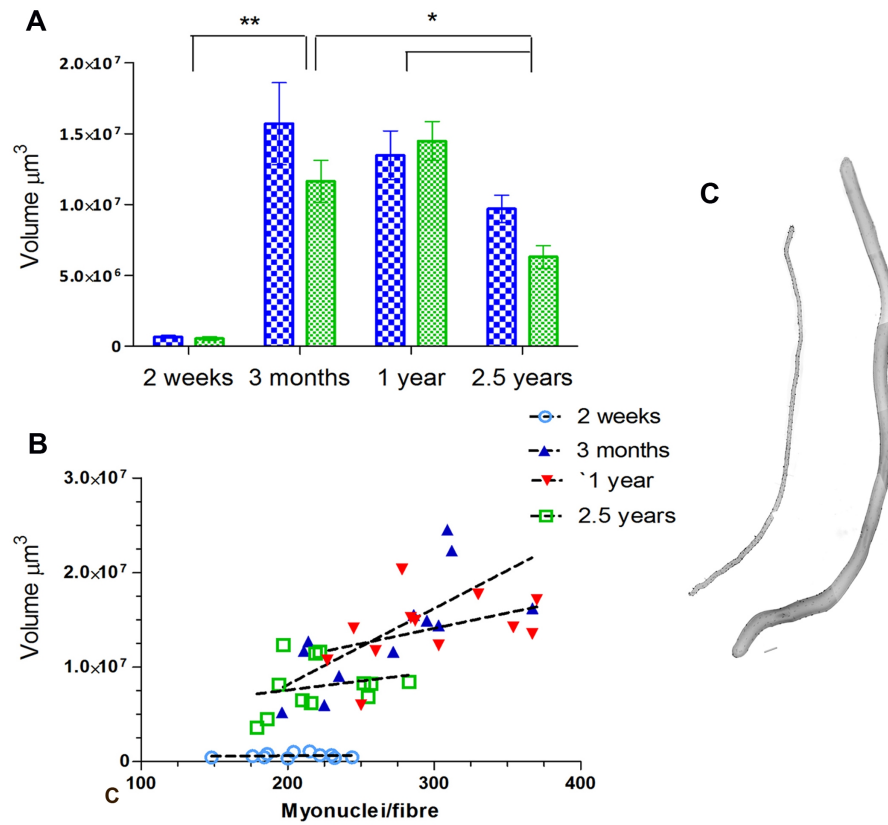 A
** *
2.0×10⁷
1.5×10⁷
1.0×10⁷
5.0×10⁶
0
Volume μm³
2 weeks 3 months 1 year 2.5 years
C
B
2 weeks
3 months
`1 year
2.5 years
3.0×10⁷
2.0×10⁷
1.0×10⁷
0
Volume μm³
100 200 300 400
C
Myonuclei/fibre